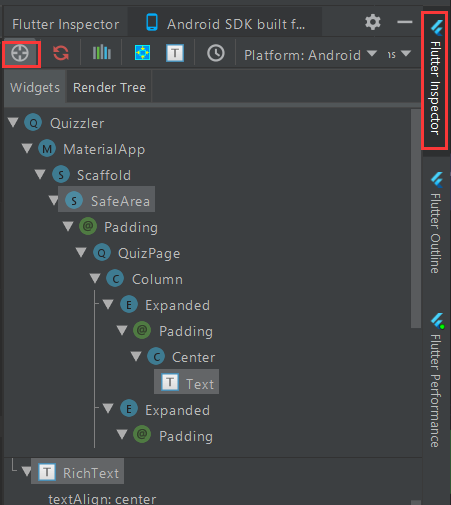 Flutter Inspector Android SDK built f...
T Platform: Android ns
Widgets Render Tree
Q Quizzler
M MaterialApp
S Scaffold
S SafeArea
@ Padding
Q QuizPage
C Column
E Expanded
@ Padding
C Center
T Text
E Expanded
@ Padding
T RichText
textAlign: center
Flutter Inspector
Flutter Outline
Flutter Performance